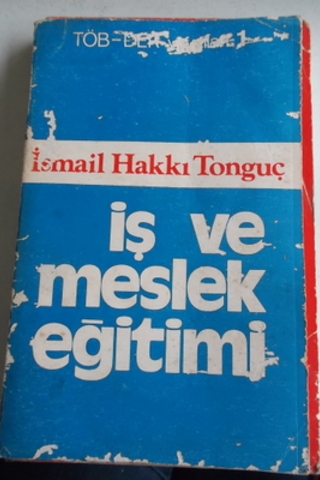 TÖB-DER
İsmail Hakkı Tonguç
iş ve
meslek
eğitimi